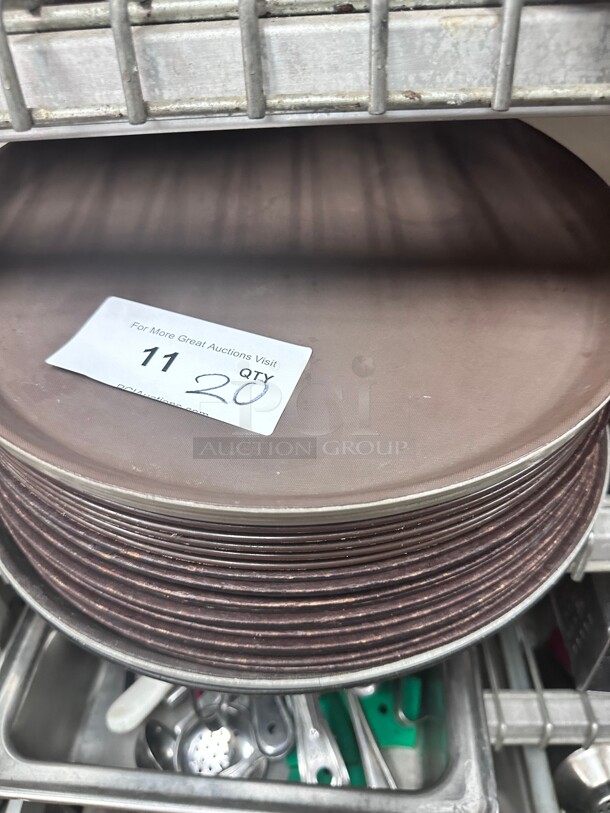 For More Great Auctions Visit
11 QTY
20
AUCTION GROUP